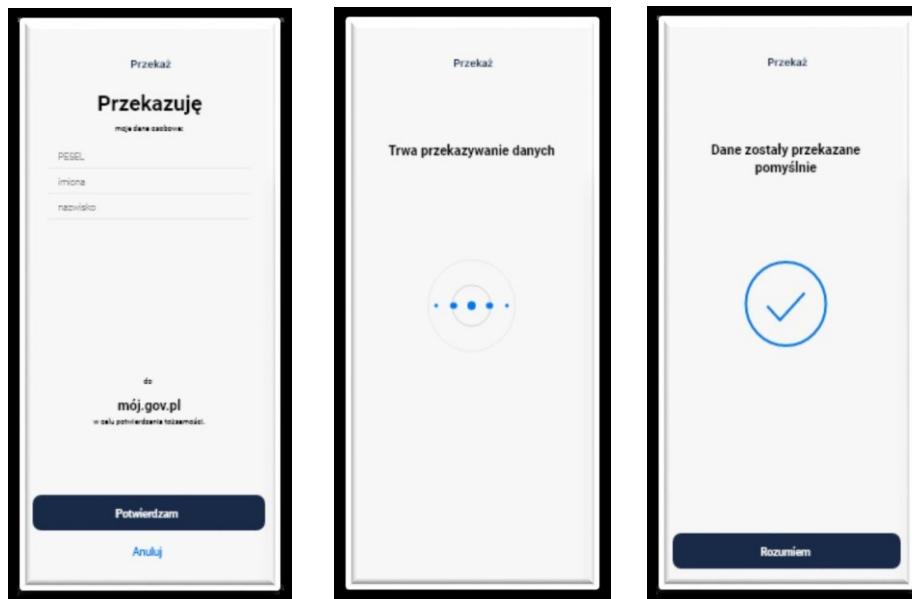 Przekaż
Przekazuję
moje dane osobowe:
PESEL
imiona
nazwisko
do
mój.gov.pl
w celu potwierdzenia tożsamości.
Potwierdzam
Anuluj
Przekaż
Trwa przekazywanie danych
Przekaż
Dane zostały przekazane
pomyślnie
Rozumiem